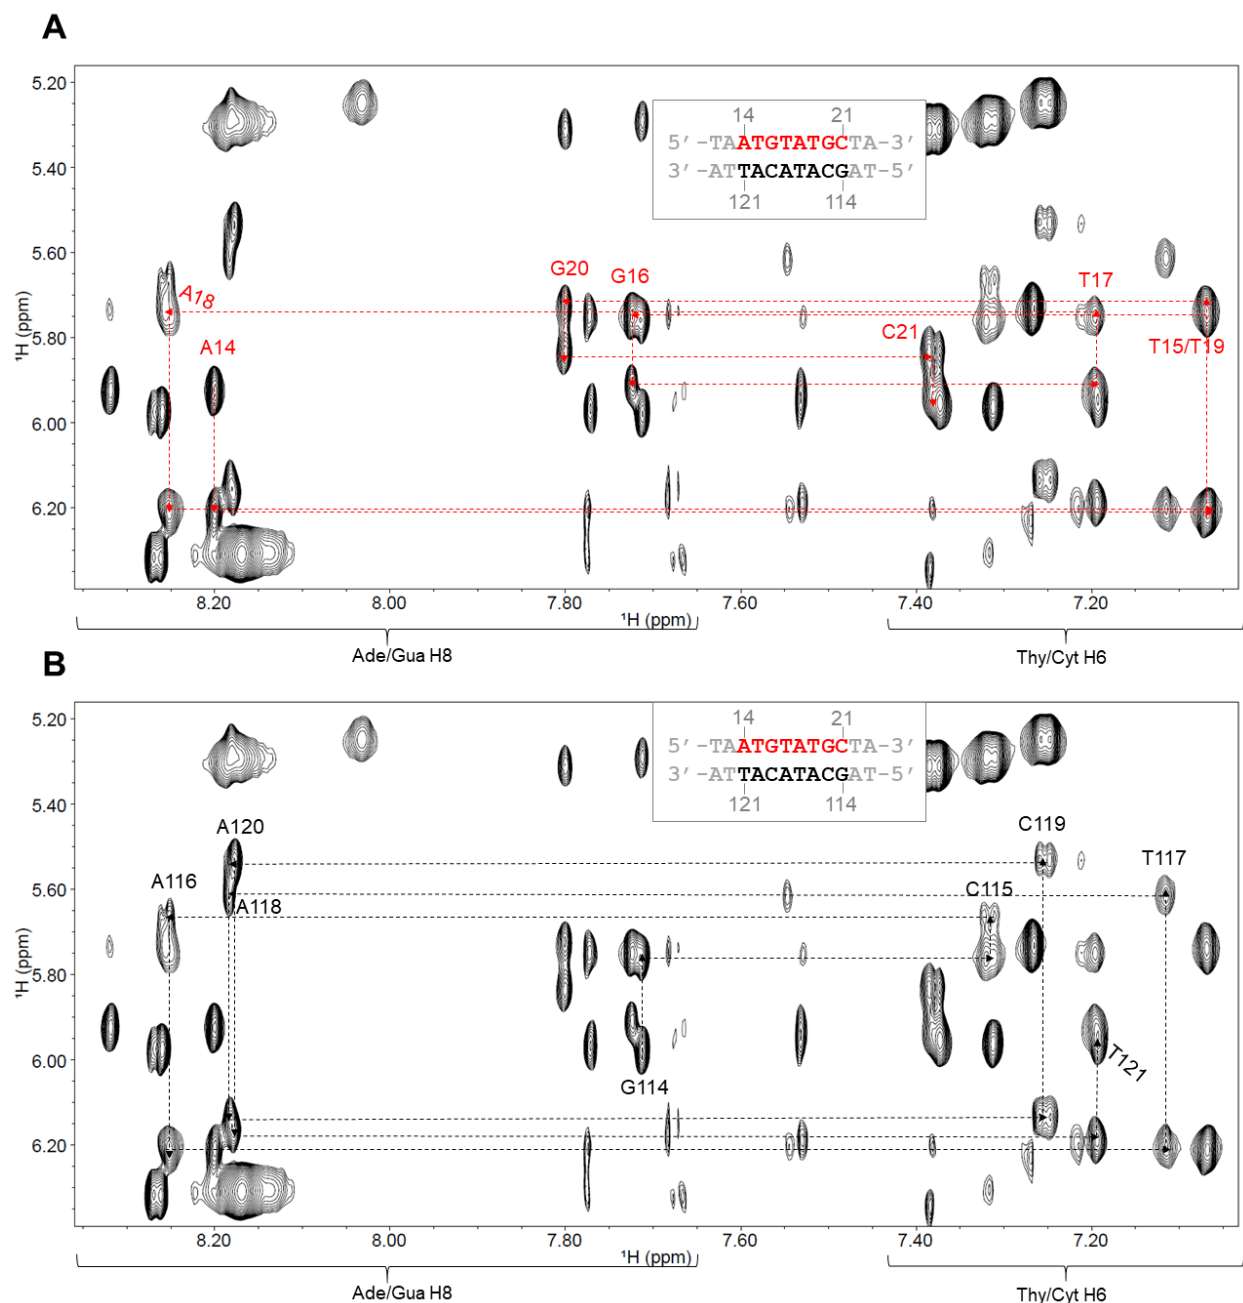 A
5.20
5.40
5.60
5.80
6.00
6.20
¹H (ppm)
14 21
5′-TAATGTATGCTA-3′
3′-ATTACATACGAT-5′
121 114
A18
A14
G20
G16
C21
T17
T15/T19
8.20 8.00 7.80 7.60 7.40 7.20
¹H (ppm)
Ade/Gua H8
Thy/Cyt H6
B
5.20
5.40
5.60
5.80
6.00
6.20
¹H (ppm)
14 21
5′-TAATGTATGCTA-3′
3′-ATTACATACGAT-5′
121 114
A120
A116
A118
C119
T117
C115
G114
T121
8.20 8.00 7.80 7.60 7.40 7.20
¹H (ppm)
Ade/Gua H8
Thy/Cyt H6